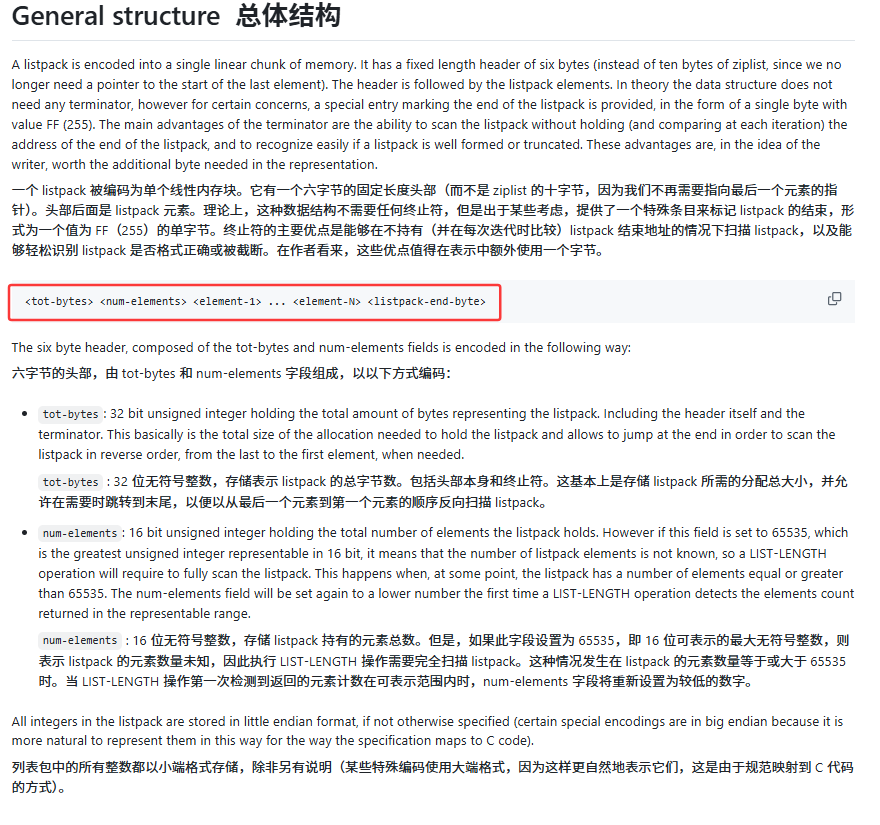 General structure 总体结构
A listpack is encoded into a single linear chunk of memory. It has a fixed length header of six bytes (instead of ten bytes of ziplist, since we no
longer need a pointer to the start of the last element). The header is followed by the listpack elements. In theory the data structure does not
need any terminator, however for certain concerns, a special entry marking the end of the listpack is provided, in the form of a single byte with
value FF (255). The main advantages of the terminator are the ability to scan the listpack without holding (and comparing at each iteration) the
address of the end of the listpack, and to recognize easily if a listpack is well formed or truncated. These advantages are, in the idea of the
writer, worth the additional byte needed in the representation.
一个 listpack 被编码为单个线性内存块。它有一个六字节的固定长度头部（而不是 ziplist 的十字节，因为我们不再需要指向最后一个元素的指
针）。头部后面是 listpack 元素。理论上，这种数据结构不需要任何终止符，但是出于某些考虑，提供了一个特殊条目来标记 listpack 的结束，形
式为一个值为 FF（255）的单字节。终止符的主要优点是能够在不持有（并在每次迭代时比较）listpack 结束地址的情况下扫描 listpack，以及能
够轻松识别 listpack 是否格式正确或被截断。在作者看来，这些优点值得在表示中额外使用一个字节。
<tot-bytes> <num-elements> <element-1> ... <element-N> <listpack-end-byte>
The six byte header, composed of the tot-bytes and num-elements fields is encoded in the following way:
六字节的头部，由 tot-bytes 和 num-elements 字段组成，以以下方式编码：
• tot-bytes : 32 bit unsigned integer holding the total amount of bytes representing the listpack. Including the header itself and the
terminator. This basically is the total size of the allocation needed to hold the listpack and allows to jump at the end in order to scan the
listpack in reverse order, from the last to the first element, when needed.
tot-bytes : 32 位无符号整数，存储表示 listpack 的总字节数。包括头部本身和终止符。这基本上是存储 listpack 所需的分配总大小，并允
许在需要时跳转到末尾，以便以从最后一个元素到第一个元素的顺序反向扫描 listpack。
• num-elements : 16 bit unsigned integer holding the total number of elements the listpack holds. However if this field is set to 65535, which
is the greatest unsigned integer representable in 16 bit, it means that the number of listpack elements is not known, so a LIST-LENGTH
operation will require to fully scan the listpack. This happens when, at some point, the listpack has a number of elements equal or greater
than 65535. The num-elements field will be set again to a lower number the first time a LIST-LENGTH operation detects the elements count
returned in the representable range.
num-elements : 16 位无符号整数，存储 listpack 持有的元素总数。但是，如果此字段设置为 65535，即 16 位可表示的最大无符号整数，则
表示 listpack 的元素数量未知，因此执行 LIST-LENGTH 操作需要完全扫描 listpack。这种情况发生在 listpack 的元素数量等于或大于 65535
时。当 LIST-LENGTH 操作第一次检测到返回的元素计数在可表示范围内时，num-elements 字段将重新设置为较低的数字。
All integers in the listpack are stored in little endian format, if not otherwise specified (certain special encodings are in big endian because it is
more natural to represent them in this way for the way the specification maps to C code).
列表包中的所有整数都以小端格式存储，除非另有说明（某些特殊编码使用大端格式，因为这样更自然地表示它们，这是由于规范映射到 C 代码
的方式）。